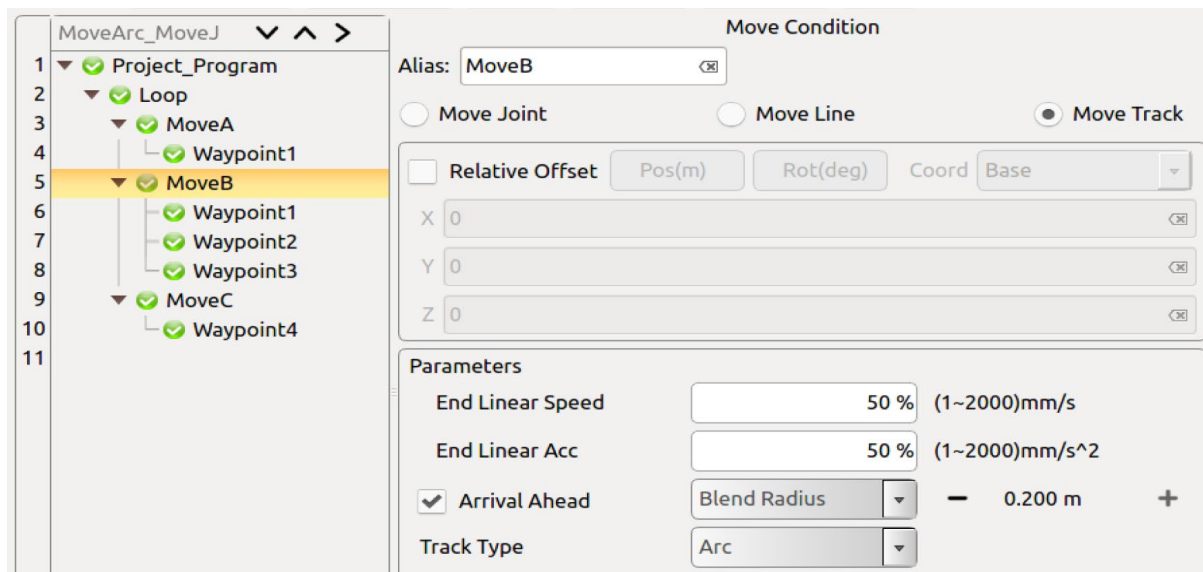 MoveArc_MoveJ
1 Project_Program
2 Loop
3 MoveA
4 Waypoint1
5 MoveB
6 Waypoint1
7 Waypoint2
8 Waypoint3
9 MoveC
10 Waypoint4
11
Move Condition
Alias: MoveB
Move Joint Move Line Move Track
Relative Offset Pos(m) Rot(deg) Coord Base
X 0
Y 0
Z 0
Parameters
End Linear Speed 50 % (1~2000)mm/s
End Linear Acc 50 % (1~2000)mm/s^2
Arrival Ahead Blend Radius − 0.200 m +
Track Type Arc